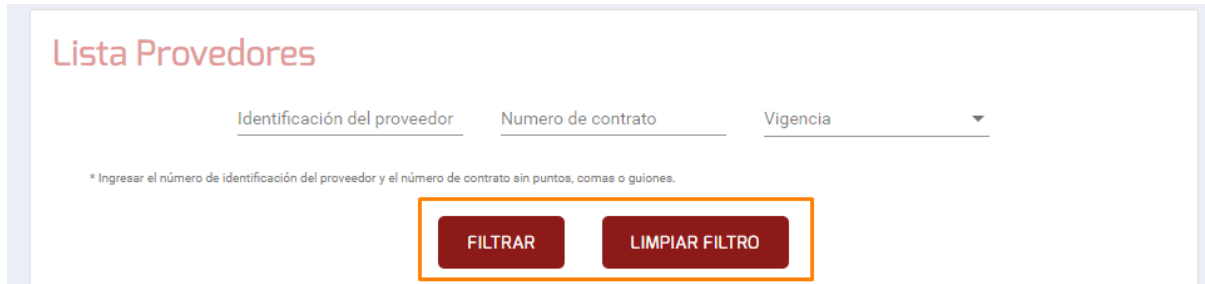 Lista Provedores
Identificación del proveedor Numero de contrato Vigencia
* Ingresar el número de identificación del proveedor y el número de contrato sin puntos, comas o guiones.
FILTRAR LIMPIAR FILTRO